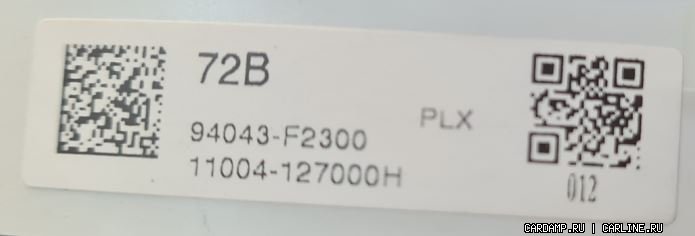 72B
PLX
94043-F2300
11004-127000H
012
CARDAMP.RU | CARLINE.RU